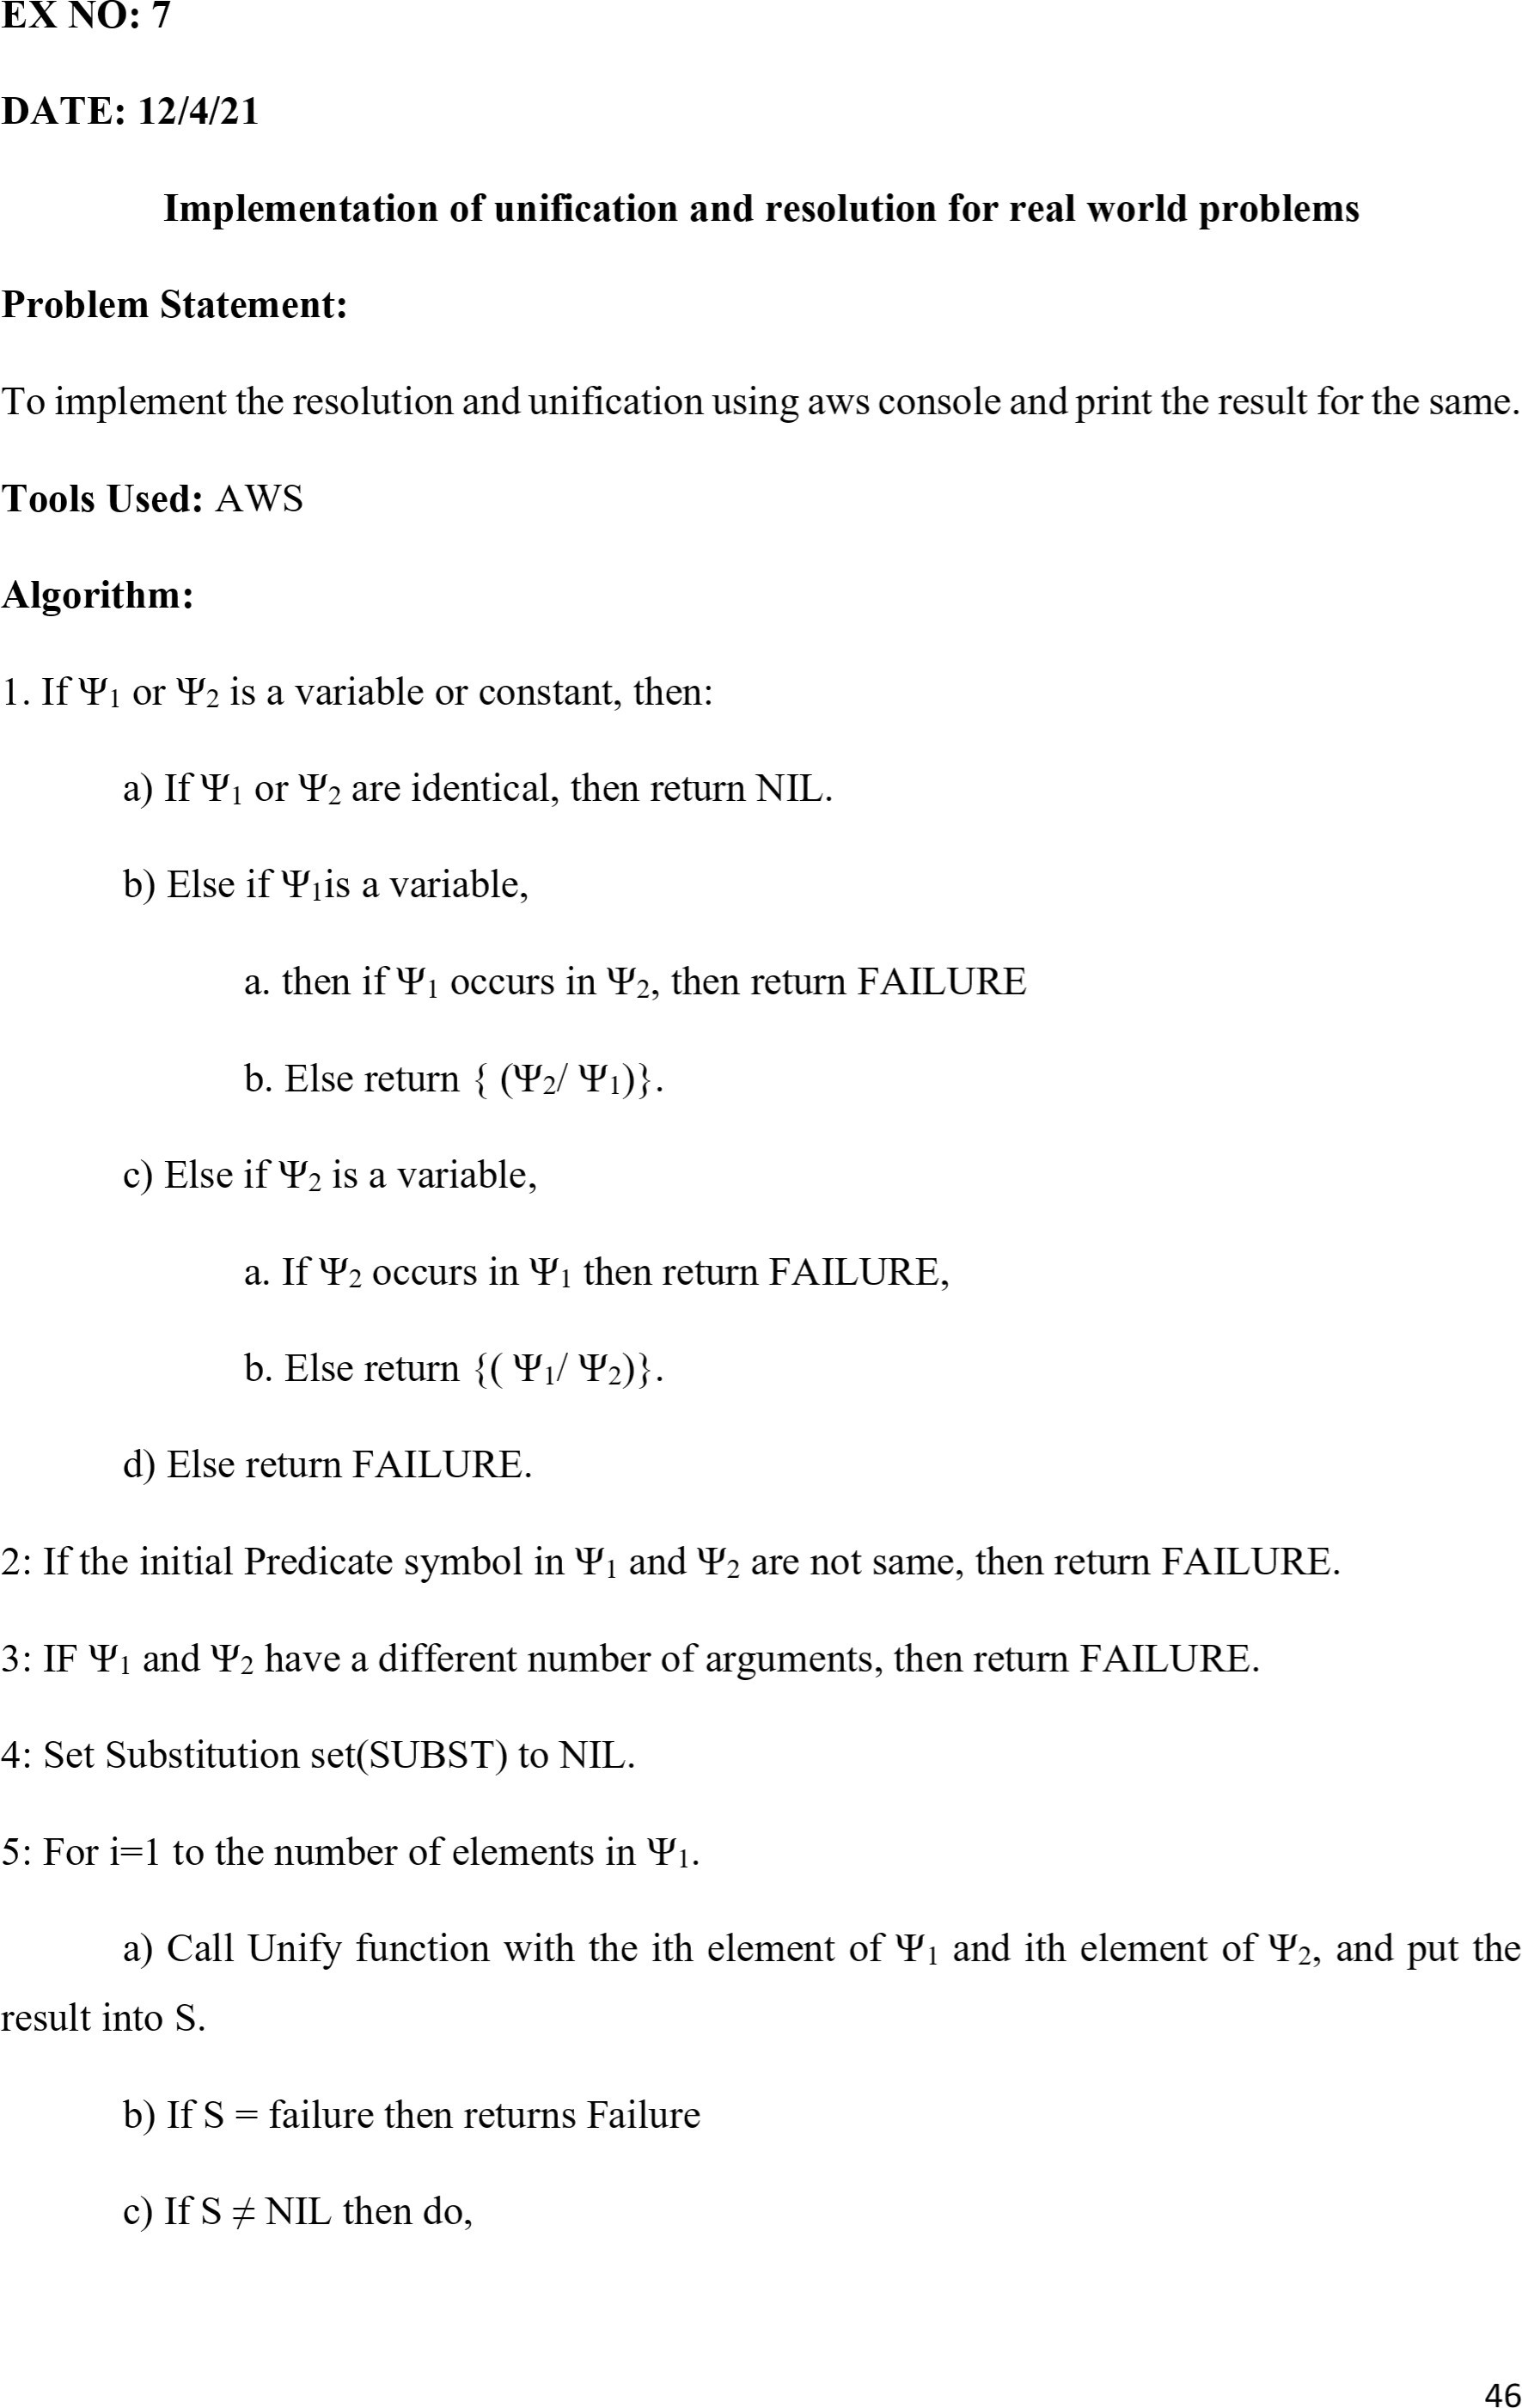 EX NO: 7
DATE: 12/4/21
Implementation of unification and resolution for real world problems
Problem Statement:
To implement the resolution and unification using aws console and print the result for the same.
Tools Used: AWS
Algorithm:
1. If Ψ₁ or Ψ₂ is a variable or constant, then:
a) If Ψ₁ or Ψ₂ are identical, then return NIL.
b) Else if Ψ₁is a variable,
a. then if Ψ₁ occurs in Ψ₂, then return FAILURE
b. Else return { (Ψ₂/ Ψ₁)}.
c) Else if Ψ₂ is a variable,
a. If Ψ₂ occurs in Ψ₁ then return FAILURE,
b. Else return {( Ψ₁/ Ψ₂)}.
d) Else return FAILURE.
2: If the initial Predicate symbol in Ψ₁ and Ψ₂ are not same, then return FAILURE.
3: IF Ψ₁ and Ψ₂ have a different number of arguments, then return FAILURE.
4: Set Substitution set(SUBST) to NIL.
5: For i=1 to the number of elements in Ψ₁.
a) Call Unify function with the ith element of Ψ₁ and ith element of Ψ₂, and put the
result into S.
b) If S = failure then returns Failure
c) If S ≠ NIL then do,
46